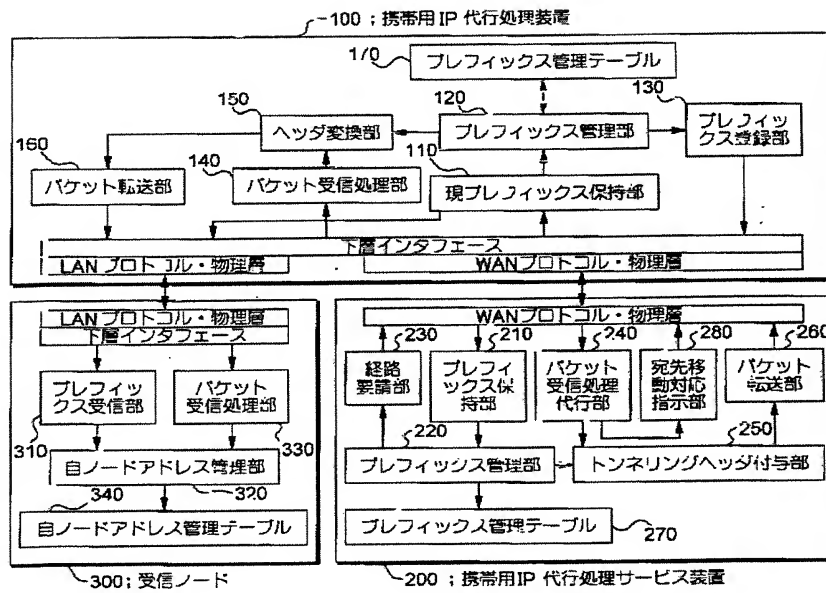 100 ; 携帯用IP 代行処理装置
170
プレフィックス管理テーブル
150
120
130
ヘッダ変換部
プレフィックス管理部
プレフィックス登録部
160
140
110
パケット転送部
パケット受信処理部
現プレフィックス保持部
下層インタフェース
LANプロトコル・物理層
WANプロトコル・物理層
LANプロトコル・物理層
下層インタフェース
プレフィックス受信部
パケット受信処理部
310
330
自ノードアドレス管理部
340
320
自ノードアドレス管理テーブル
300; 受信ノード
WANプロトコル・物理層
230
210
240
280
260
経路要請部
プレフィックス保持部
パケット受信処理代行部
宛先移動対応指示部
パケット転送部
220
250
プレフィックス管理部
トンネリングヘッダ付与部
プレフィックス管理テーブル
270
200 ; 携帯用IP 代行処理サービス装置